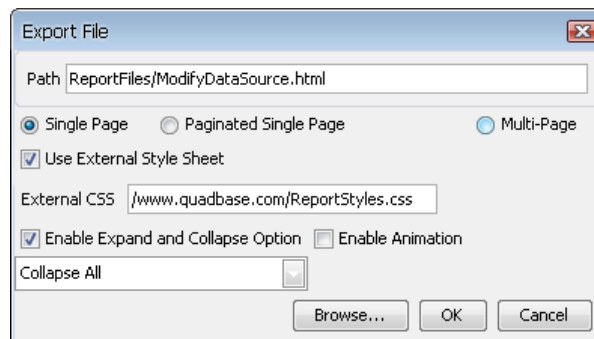 Export File
Path ReportFiles/ModifyDataSource.html
Single Page Paginated Single Page Multi-Page
Use External Style Sheet
External CSS /www.quadbase.com/ReportStyles.css
Enable Expand and Collapse Option Enable Animation
Collapse All
Browse... OK Cancel